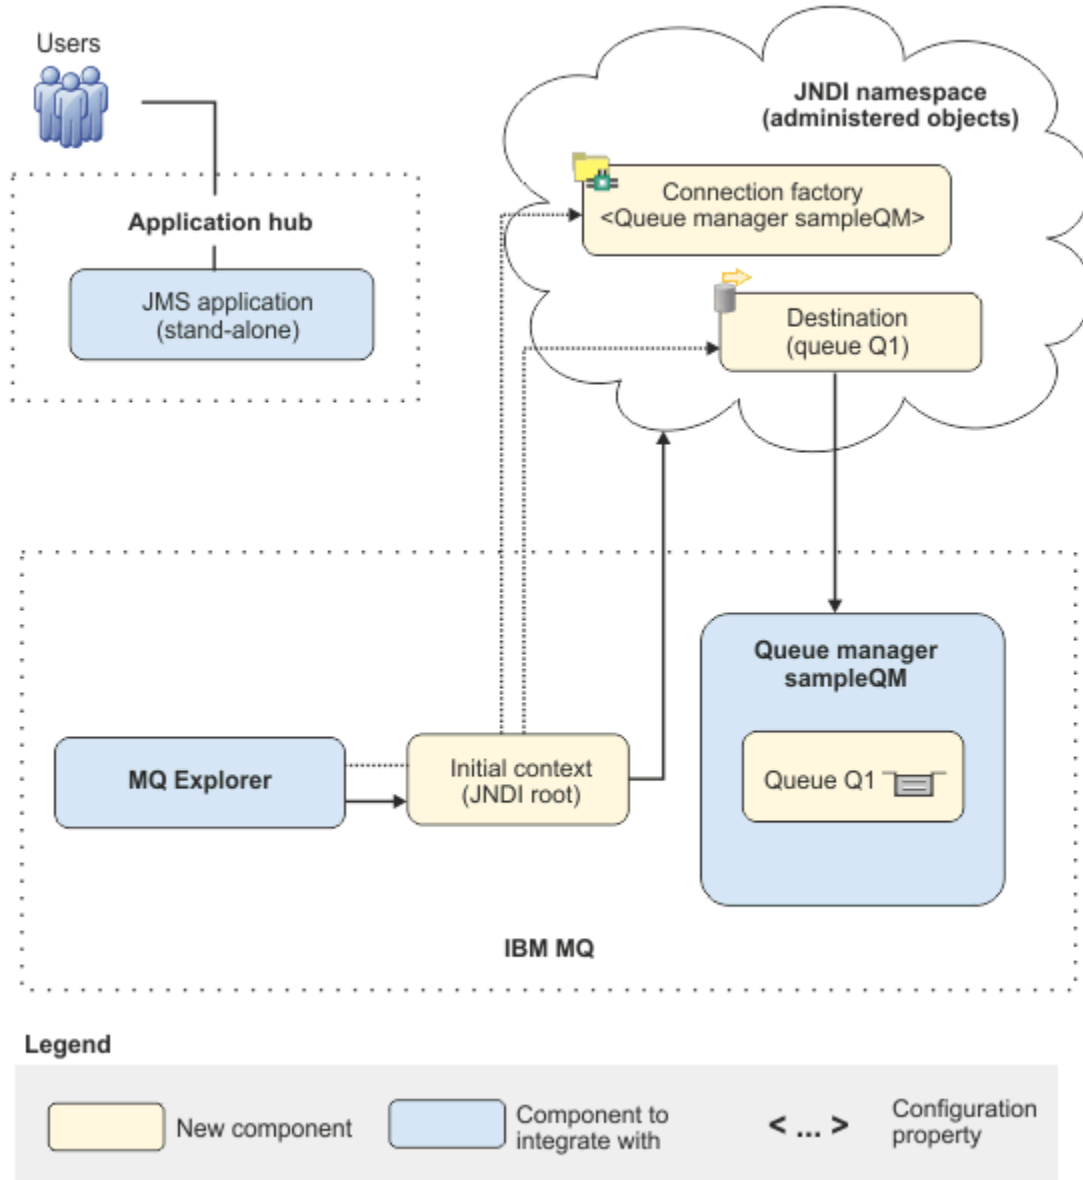 Users
JNDI namespace
(administered objects)
Connection factory
<Queue manager sampleQM>
Application hub
JMS application
(stand-alone)
Destination
(queue Q1)
Queue manager
sampleQM
MQ Explorer
Initial context
(JNDI root)
Queue Q1
IBM MQ
Legend
New component
Component to
integrate with
< ... >
Configuration
property